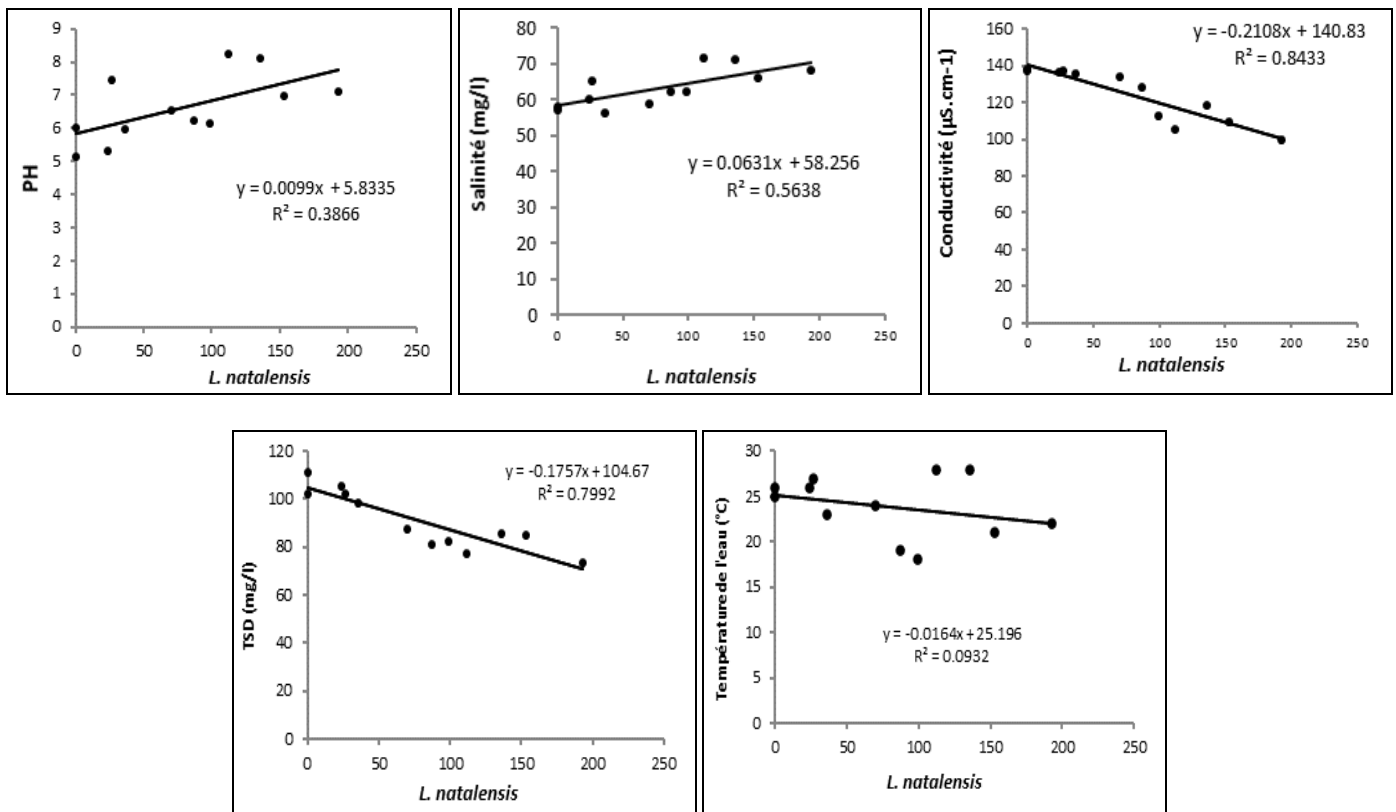 9
8
7
6
5
4
3
2
1
0
PH
y = 0.0099x + 5.8335
R² = 0.3866
0 50 100 150 200 250
L. natalensis
80
70
60
50
40
30
20
10
0
Salinité (mg/l)
y = 0.0631x + 58.256
R² = 0.5638
0 50 100 150 200 250
L. natalensis
160
140
120
100
80
60
40
20
0
Conductivité (µS.cm-1)
y = -0.2108x + 140.83
R² = 0.8433
0 50 100 150 200 250
L. natalensis
120
100
80
60
40
20
0
TSD (mg/l)
y = -0.1757x + 104.67
R² = 0.7992
0 50 100 150 200 250
L. natalensis
30
25
20
15
10
5
0
Température de l'eau (°C)
y = -0.0164x + 25.196
R² = 0.0932
0 50 100 150 200 250
L. natalensis